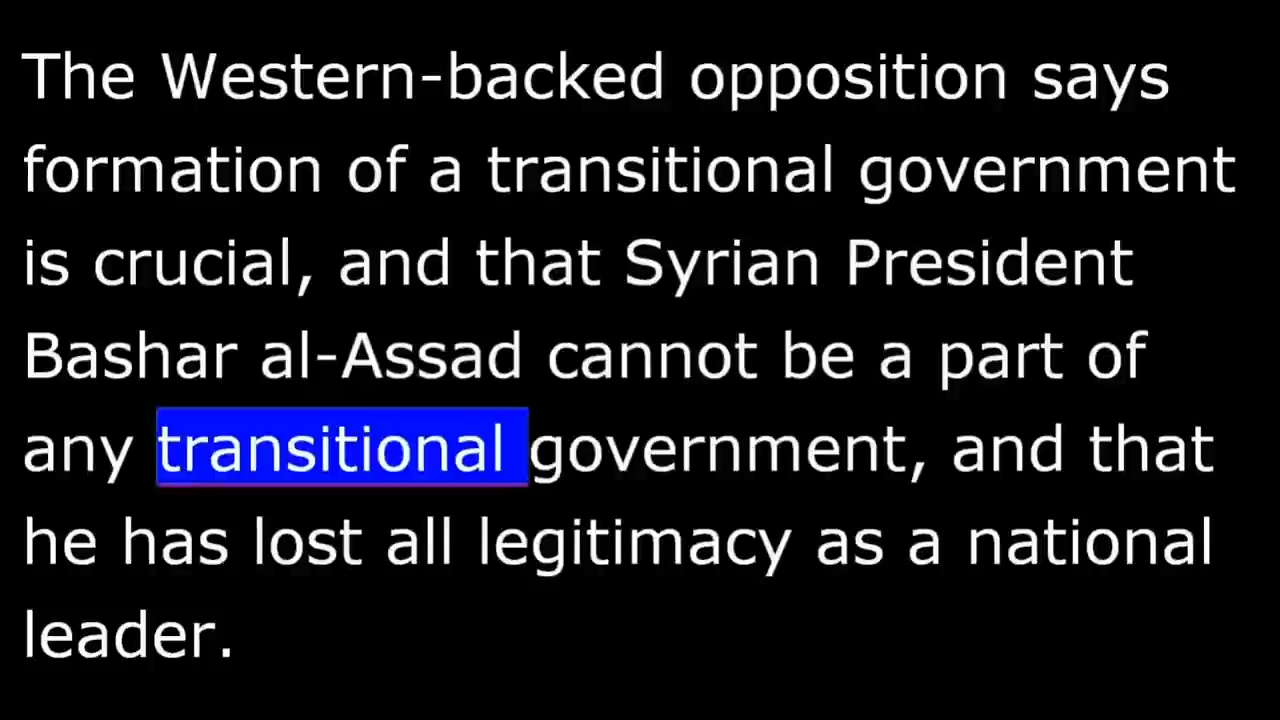 The Western-backed opposition says
formation of a transitional government
is crucial, and that Syrian President
Bashar al-Assad cannot be a part of
any transitional government, and that
he has lost all legitimacy as a national
leader.